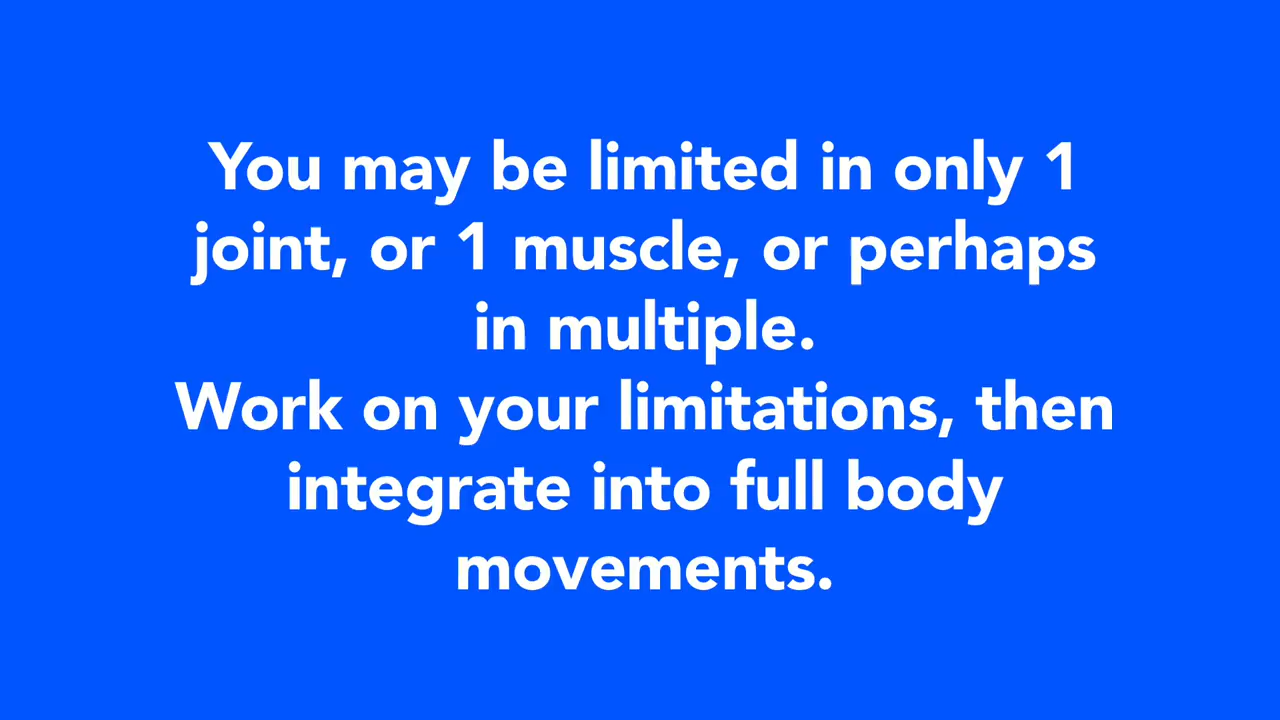 You may be limited in only 1
joint, or 1 muscle, or perhaps
in multiple.
Work on your limitations, then
integrate into full body
movements.